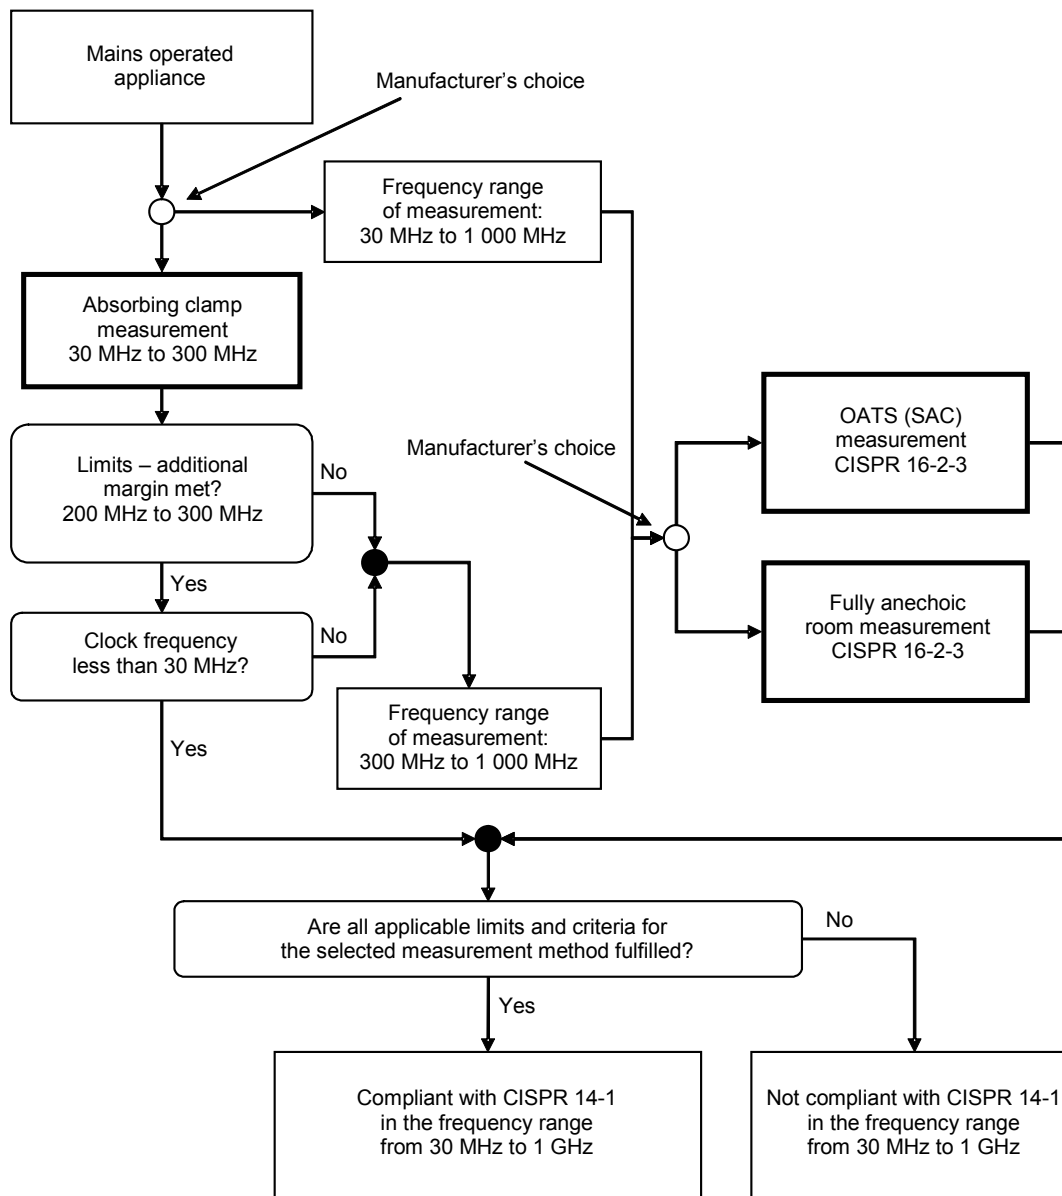 Mains operated
appliance
Manufacturer’s choice
Frequency range
of measurement:
30 MHz to 1 000 MHz
Absorbing clamp
measurement
30 MHz to 300 MHz
Limits – additional
margin met?
200 MHz to 300 MHz
No
Yes
Clock frequency
less than 30 MHz?
No
Yes
Frequency range
of measurement:
300 MHz to 1 000 MHz
Manufacturer’s choice
OATS (SAC)
measurement
CISPR 16-2-3
Fully anechoic
room measurement
CISPR 16-2-3
Are all applicable limits and criteria for
the selected measurement method fulfilled?
No
Yes
Compliant with CISPR 14-1
in the frequency range
from 30 MHz to 1 GHz
Not compliant with CISPR 14-1
in the frequency range
from 30 MHz to 1 GHz